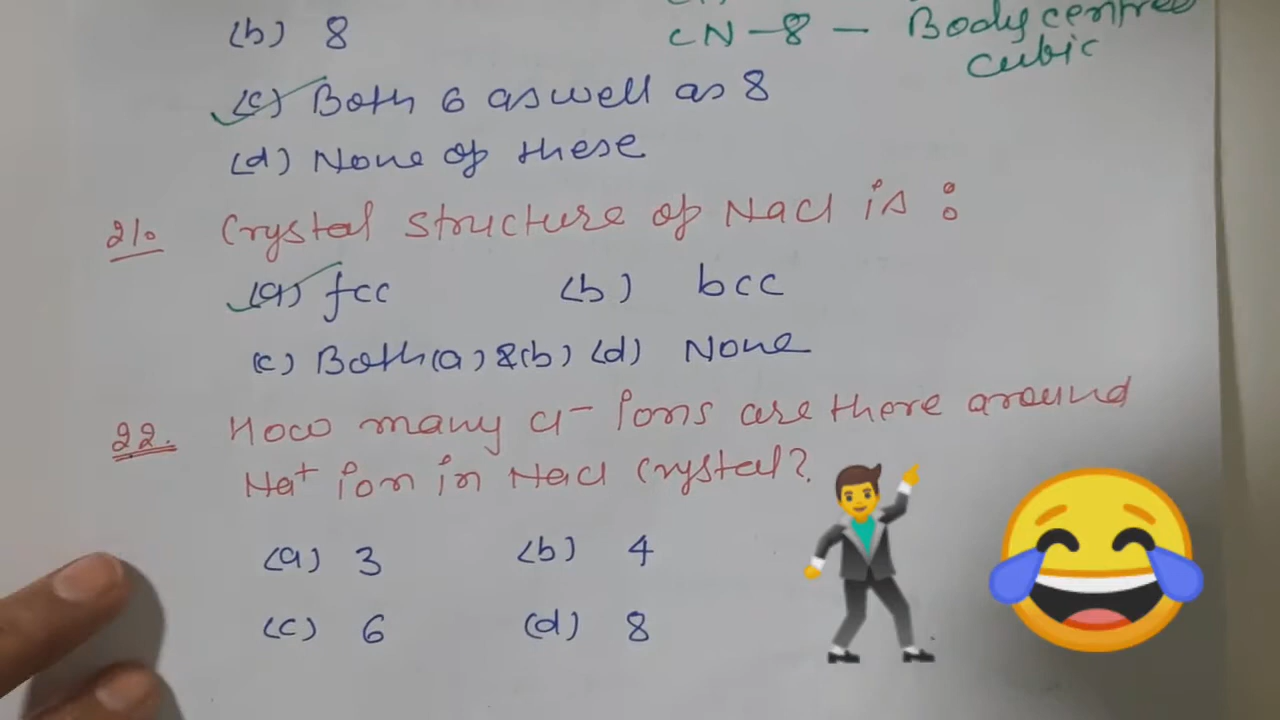 (b) 8
CN-8 - Body centred
cubic
(c) Both 6 aswell as 8
(d) None of these
21. Crystal structure of NaCl is :
(a) fcc (b) bcc
(c) Both (a) & (b) (d) None
22. How many Cl⁻ ions are there around
Na⁺ ion in NaCl Crystal?
(a) 3 (b) 4
(c) 6 (d) 8